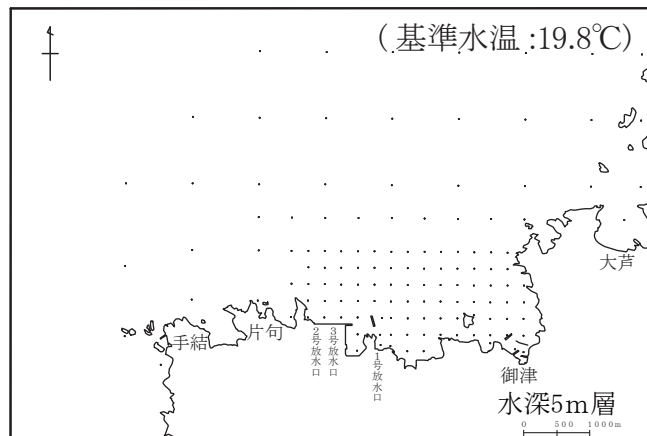 (基準水温:19.8℃)
大芦
手結
片句
2号放水口
3号放水口
1号放水口
御津
水深5m層
0 500 1000m